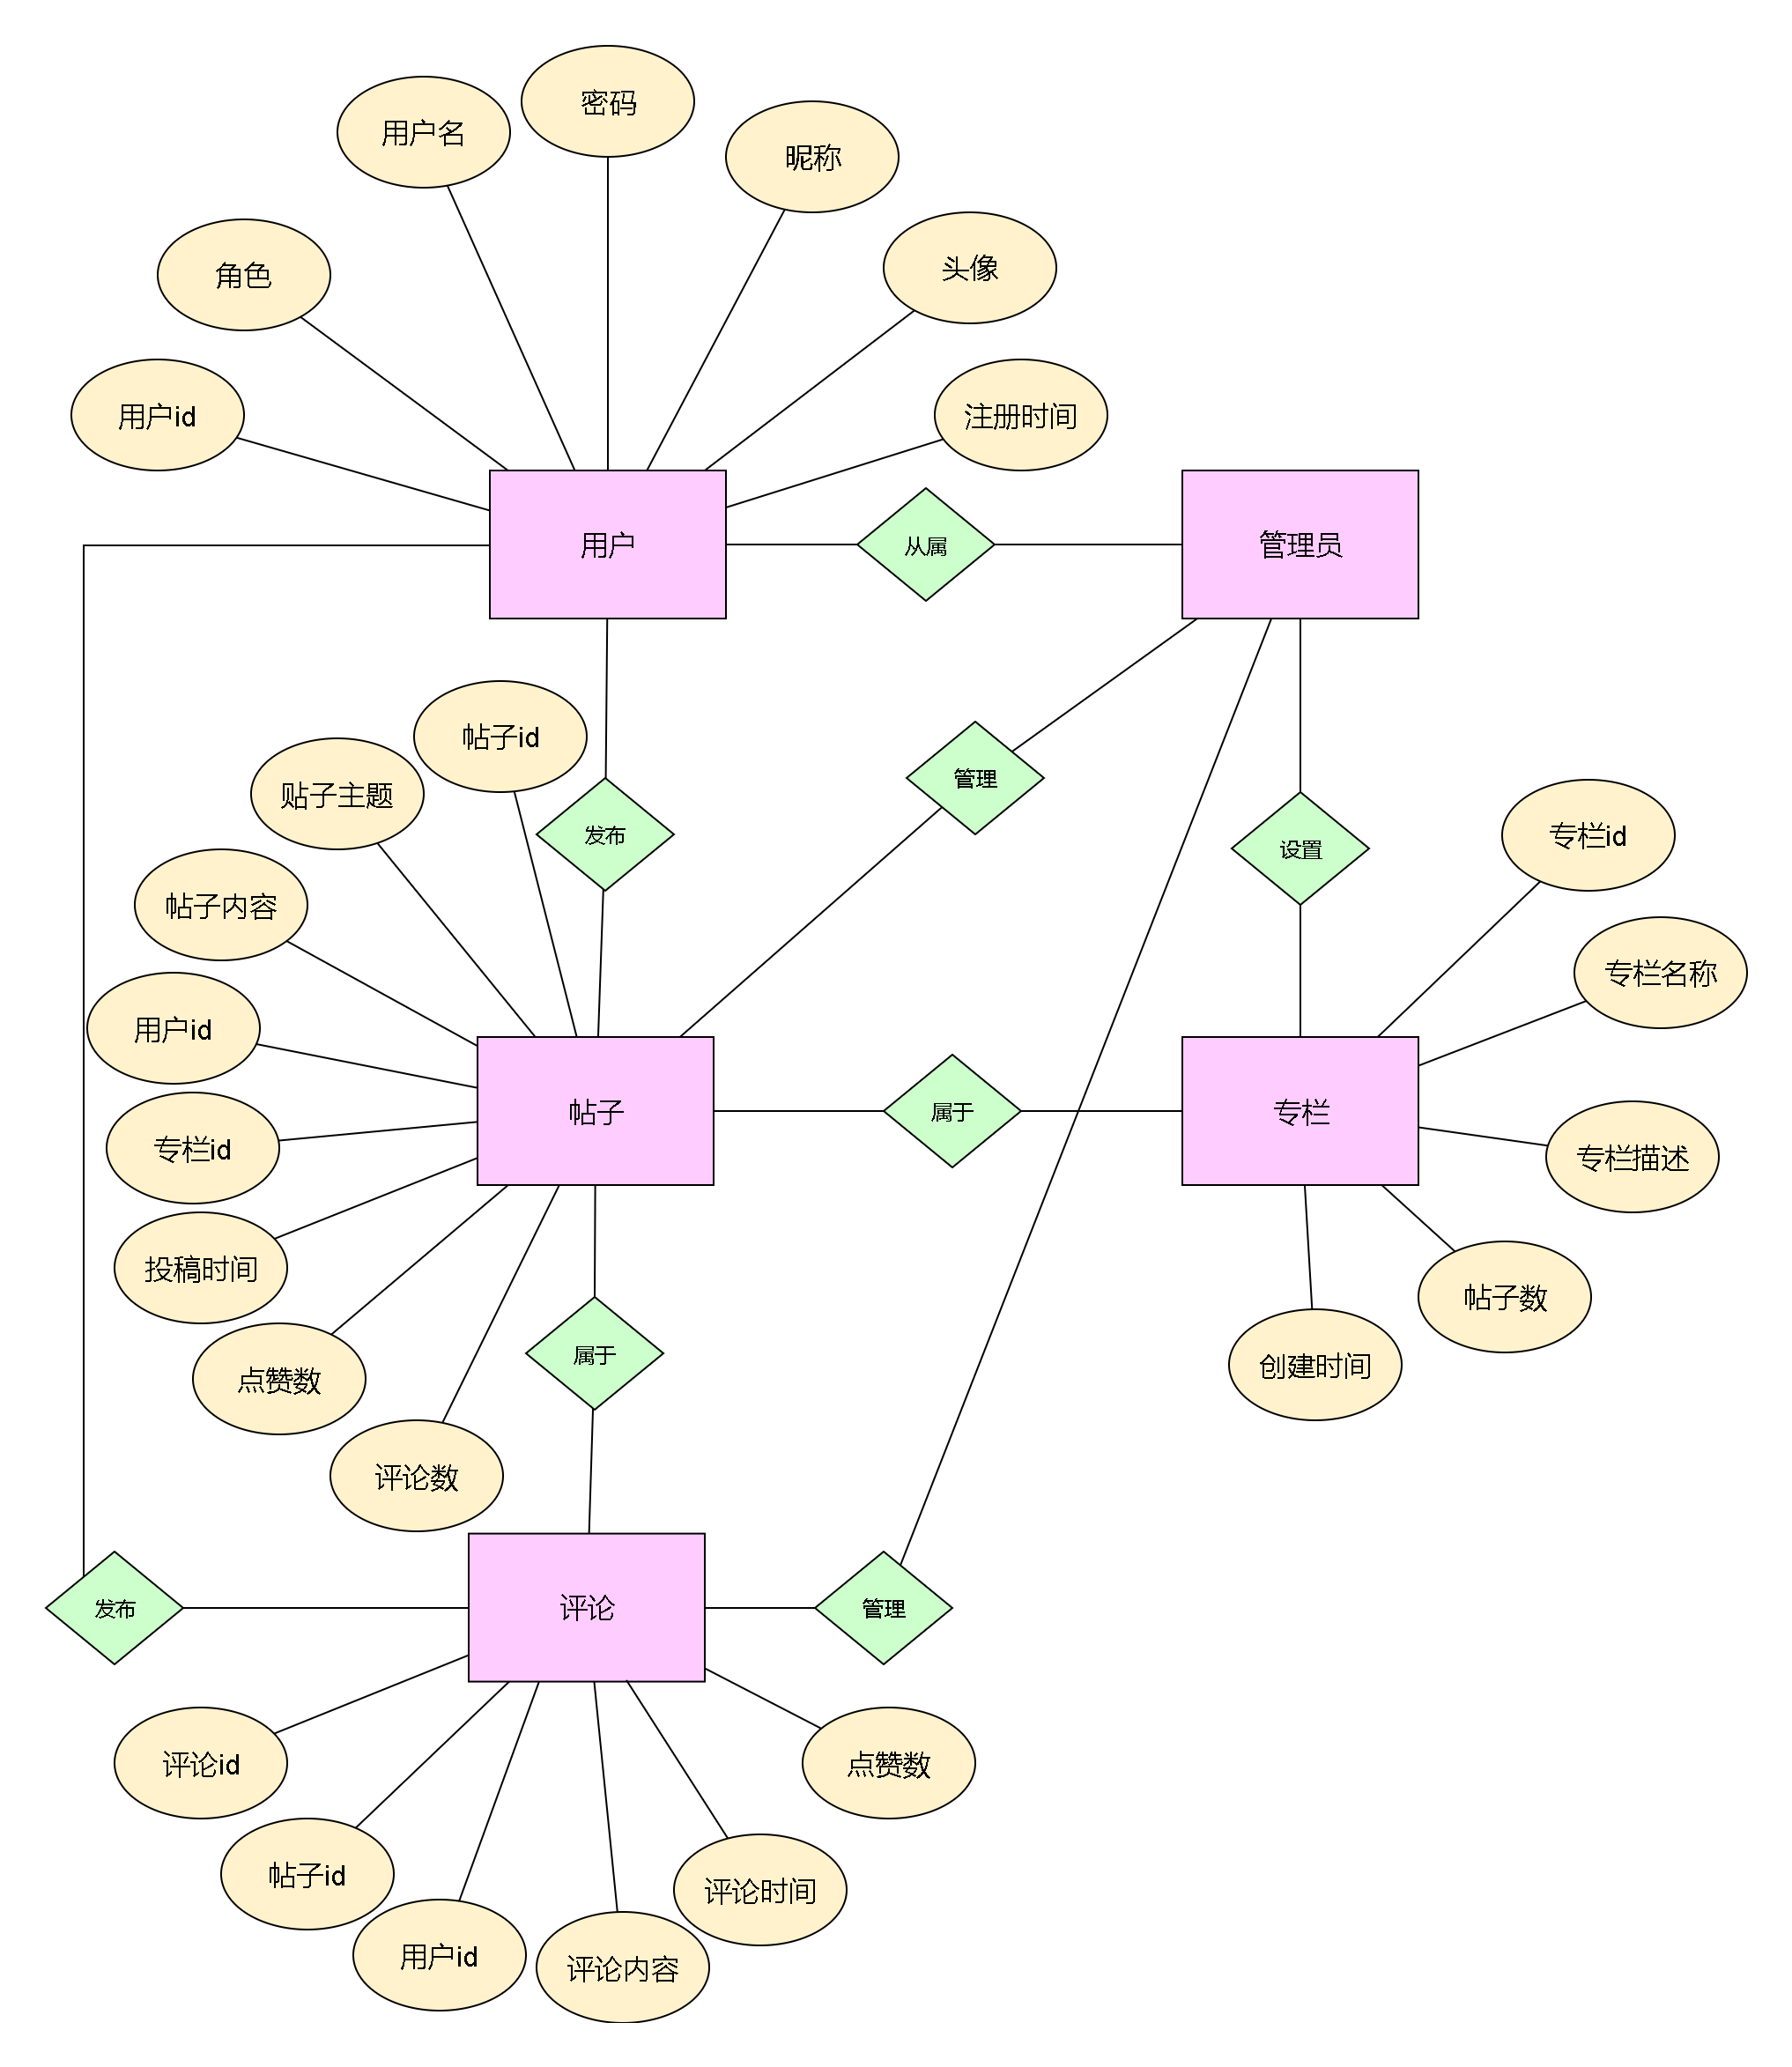 密码
用户名
昵称
头像
角色
用户id
注册时间
用户
从属
管理员
帖子id
贴子主题
管理
发布
设置
专栏id
帖子内容
专栏名称
用户id
帖子
属于
专栏
专栏id
专栏描述
投稿时间
帖子数
属于
创建时间
点赞数
评论数
发布
评论
管理
评论id
点赞数
帖子id
评论时间
用户id
评论内容